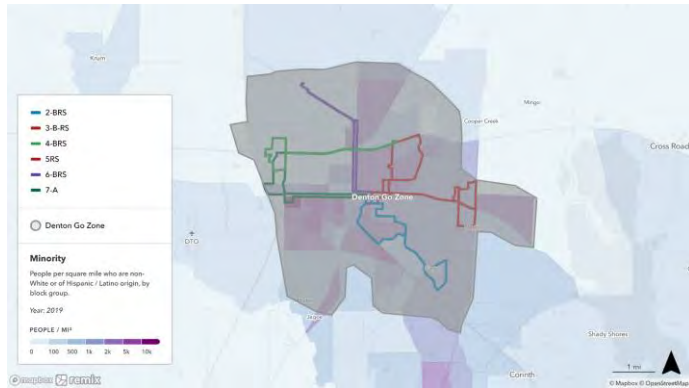 Krum
Mingo
Cooper Creek
Cross Road
2-BRS
3-B-RS
4-BRS
5RS
6-BRS
7-A
Denton Go Zone
Denton Go Zone
DTO
Minority
People per square mile who are non-
White or of Hispanic / Latino origin, by
block group.
Year: 2019
PEOPLE / MI²
0 100 300 1k 2k 5k 10k
Jagoe
Shady Shores
Corinth
1 mi
mapbox remix
© Mapbox © OpenStreetMap